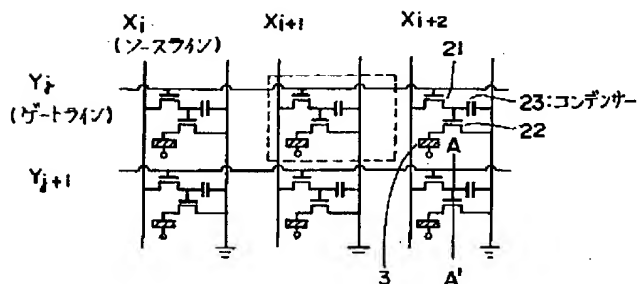 Xi Xi+1 Xi+2
(ソースライン)
21
Yj
(ゲートライン)
23:コンデンサー
22
A
Yj+1
3
A'